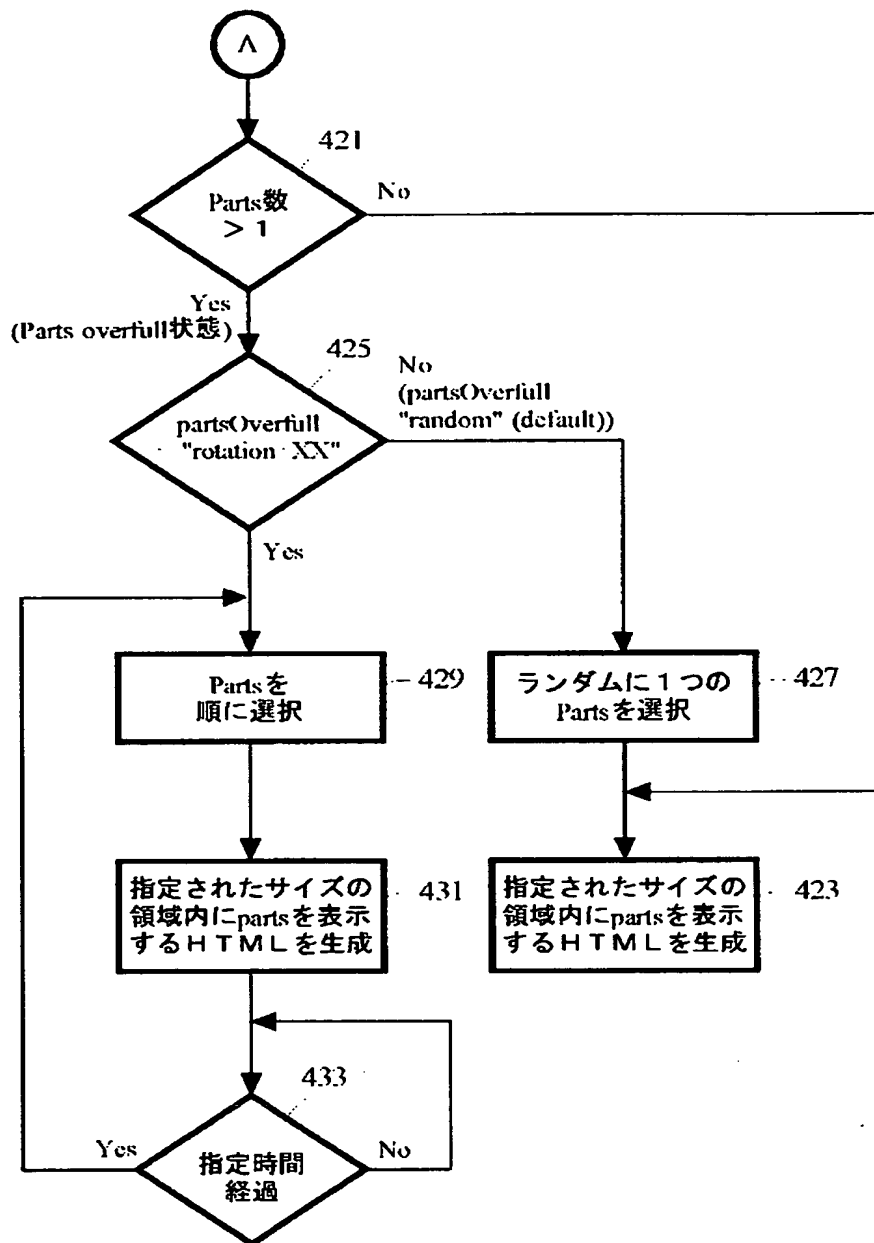 A
421
Parts数
> 1
No
Yes
(Parts overfull状態)
425
partsOverfull
"rotation XX"
No
(partsOverfull
"random" (default))
Yes
Partsを
順に選択
429
ランダムに1つの
Partsを選択
427
指定されたサイズの
領域内にpartsを表示
するHTMLを生成
431
指定されたサイズの
領域内にpartsを表示
するHTMLを生成
423
433
指定時間
経過
Yes
No